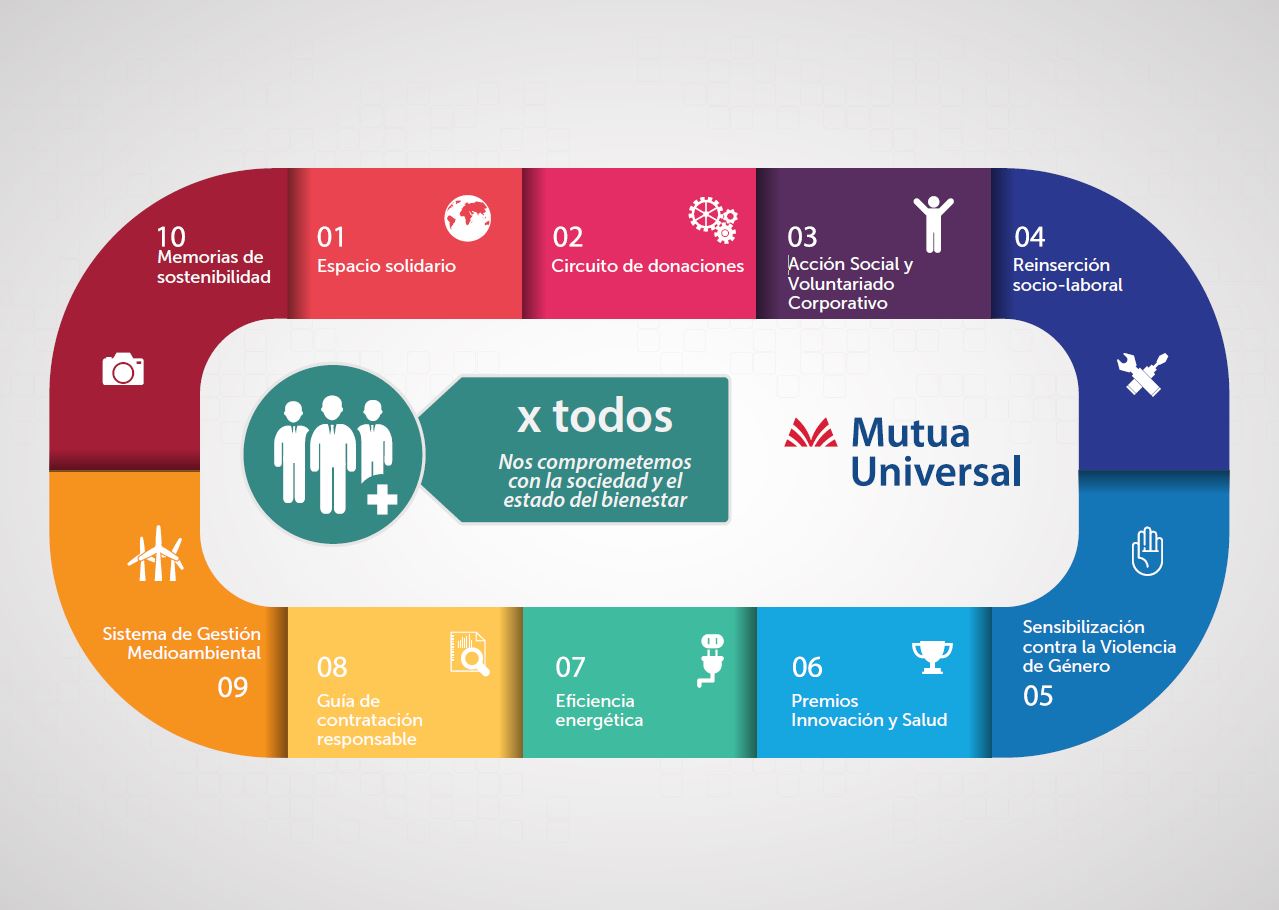 10
Memorias de
sostenibilidad
01
Espacio solidario
02
Circuito de donaciones
03
Acción Social y
Voluntariado
Corporativo
04
Reinserción
socio-laboral
x todos
Nos comprometemos
con la sociedad y el
estado del bienestar
Mutua
Universal
Sistema de Gestión
Medioambiental
09
08
Guía de
contratación
responsable
07
Eficiencia
energética
06
Premios
Innovación y Salud
Sensibilización
contra la Violencia
de Género
05